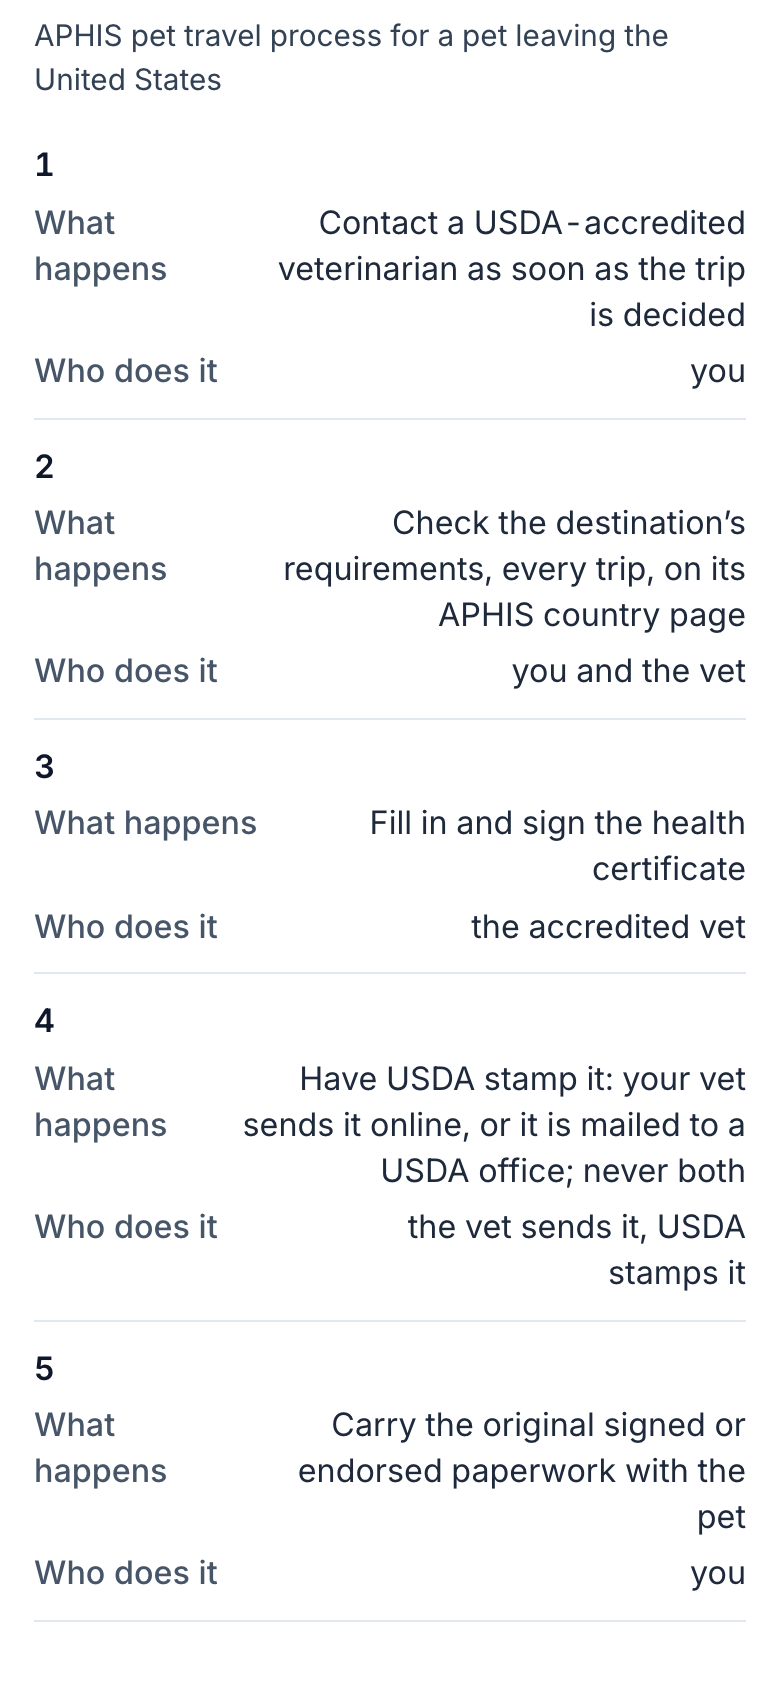 APHIS pet travel process for a pet leaving the
United States
1
What happens
Contact a USDA-accredited
veterinarian as soon as the trip
is decided
Who does it
you
2
What happens
Check the destination’s
requirements, every trip, on its
APHIS country page
Who does it
you and the vet
3
What happens
Fill in and sign the health
certificate
Who does it
the accredited vet
4
What happens
Have USDA stamp it: your vet
sends it online, or it is mailed to a
USDA office; never both
Who does it
the vet sends it, USDA
stamps it
5
What happens
Carry the original signed or
endorsed paperwork with the
pet
Who does it
you